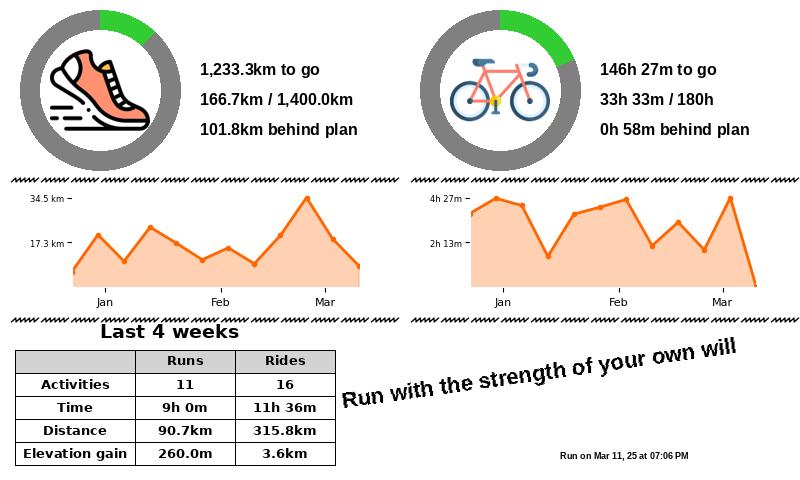 1,233.3km to go
166.7km / 1,400.0km
101.8km behind plan
146h 27m to go
33h 33m / 180h
0h 58m behind plan
34.5 km
17.3 km
Jan Feb Mar
4h 27m
2h 13m
Jan Feb Mar
Last 4 weeks
Runs Rides
Activities 11 16
Time 9h 0m 11h 36m
Distance 90.7km 315.8km
Elevation gain 260.0m 3.6km
Run with the strength of your own will
Run on Mar 11, 25 at 07:06 PM